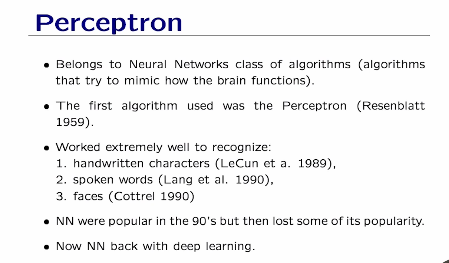 Perceptron
• Belongs to Neural Networks class of algorithms (algorithms
that try to mimic how the brain functions).
• The first algorithm used was the Perceptron (Resenblatt
1959).
• Worked extremely well to recognize:
1. handwritten characters (LeCun et a. 1989),
2. spoken words (Lang et al. 1990),
3. faces (Cottrel 1990)
• NN were popular in the 90's but then lost some of its popularity.
• Now NN back with deep learning.